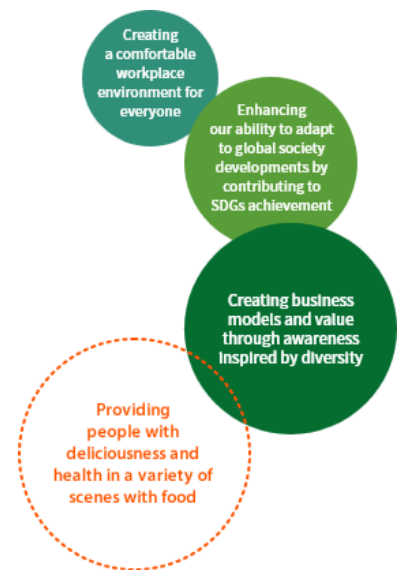 Creating
a comfortable
workplace
environment for
everyone
Enhancing
our ability to adapt
to global society
developments by
contributing to
SDGs achievement
Creating business
models and value
through awareness
inspired by diversity
Providing
people with
deliciousness and
health in a variety of
scenes with food